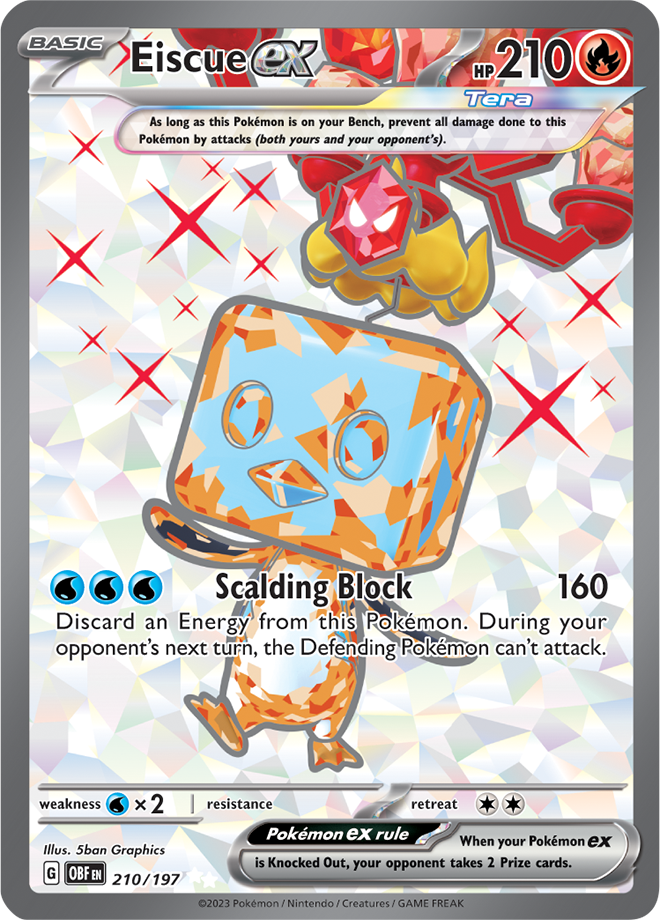 BASIC
Eiscue ex
HP 210
Tera
As long as this Pokémon is on your Bench, prevent all damage done to this
Pokémon by attacks (both yours and your opponent's).
Scalding Block 160
Discard an Energy from this Pokémon. During your
opponent's next turn, the Defending Pokémon can't attack.
weakness ×2 resistance retreat
Illus. 5ban Graphics
Pokémon ex rule
When your Pokémon ex
is Knocked Out, your opponent takes 2 Prize cards.
G OBF EN 210/197
©2023 Pokémon / Nintendo / Creatures / GAME FREAK